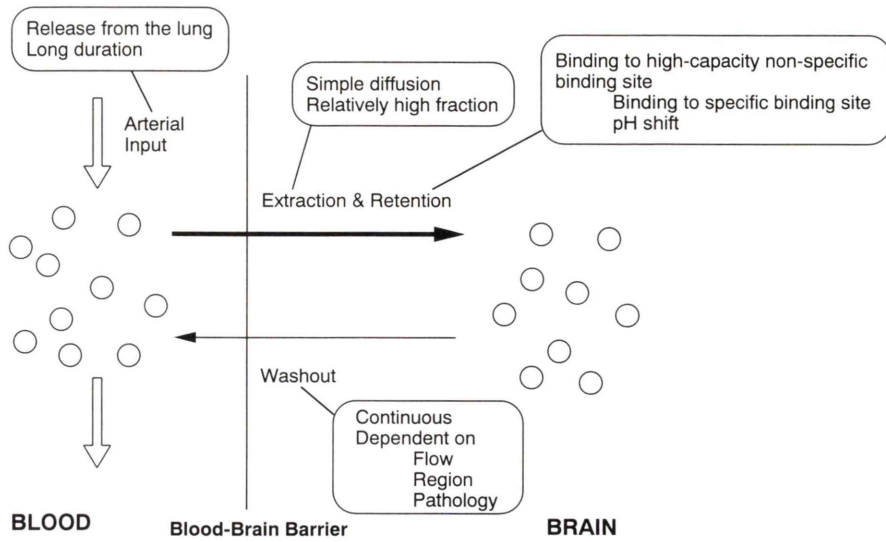 Release from the lung
Long duration
Arterial
Input
Simple diffusion
Relatively high fraction
Binding to high-capacity non-specific
binding site
Binding to specific binding site
pH shift
Extraction & Retention
Washout
Continuous
Dependent on
Flow
Region
Pathology
BLOOD
Blood-Brain Barrier
BRAIN